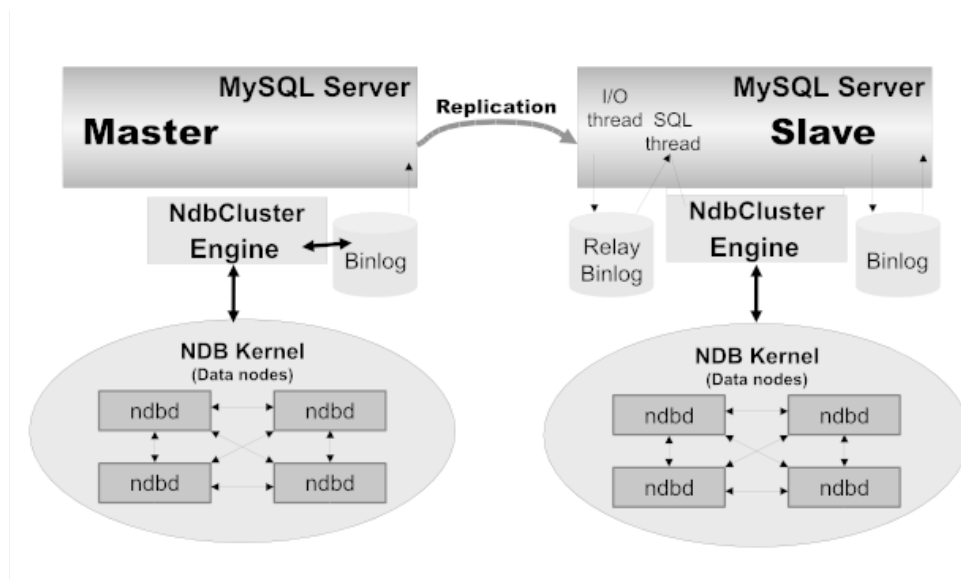 MySQL Server
Master
Replication
MySQL Server
I/O
thread
SQL
thread
Slave
NdbCluster
Engine
Binlog
Relay
Binlog
NdbCluster
Engine
Binlog
NDB Kernel
(Data nodes)
ndbd
ndbd
ndbd
ndbd
NDB Kernel
(Data nodes)
ndbd
ndbd
ndbd
ndbd